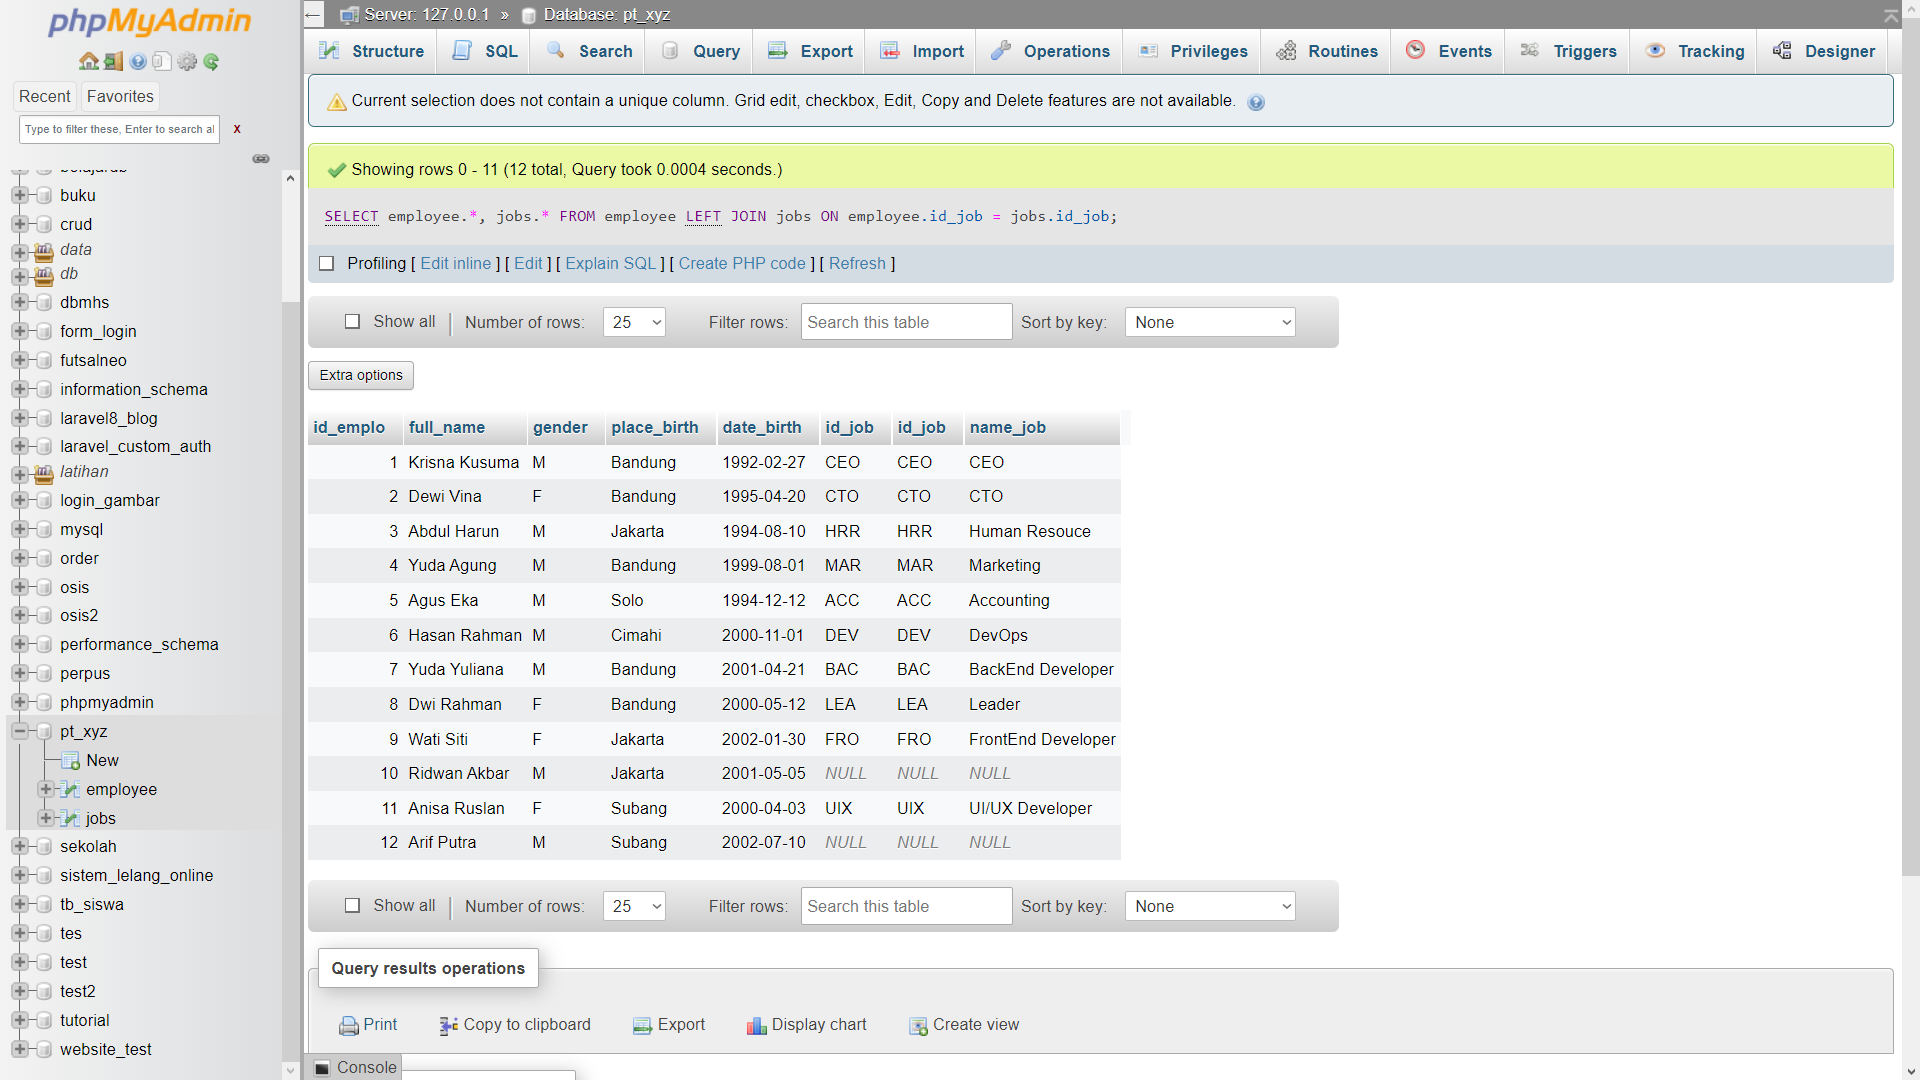 phpMyAdmin
Recent Favorites
Type to filter these, Enter to search al X
buku
crud
data
db
dbmhs
form_login
futsalneo
information_schema
laravel8_blog
laravel_custom_auth
latihan
login_gambar
mysql
order
osis
osis2
performance_schema
perpus
phpmyadmin
pt_xyz
New
employee
jobs
sekolah
sistem_lelang_online
tb_siswa
tes
test
test2
tutorial
website_test
Server: 127.0.0.1 » Database: pt_xyz
Structure SQL Search Query Export Import Operations Privileges Routines Events Triggers Tracking Designer
Current selection does not contain a unique column. Grid edit, checkbox, Edit, Copy and Delete features are not available.
Showing rows 0 - 11 (12 total, Query took 0.0004 seconds.)
SELECT employee.*, jobs.* FROM employee LEFT JOIN jobs ON employee.id_job = jobs.id_job;
Profiling [ Edit inline ] [ Edit ] [ Explain SQL ] [ Create PHP code ] [ Refresh ]
Show all | Number of rows: 25 Filter rows: Search this table Sort by key: None
Extra options
id_emplo full_name gender place_birth date_birth id_job id_job name_job
1 Krisna Kusuma M Bandung 1992-02-27 CEO CEO CEO
2 Dewi Vina F Bandung 1995-04-20 CTO CTO CTO
3 Abdul Harun M Jakarta 1994-08-10 HRR HRR Human Resouce
4 Yuda Agung M Bandung 1999-08-01 MAR MAR Marketing
5 Agus Eka M Solo 1994-12-12 ACC ACC Accounting
6 Hasan Rahman M Cimahi 2000-11-01 DEV DEV DevOps
7 Yuda Yuliana M Bandung 2001-04-21 BAC BAC BackEnd Developer
8 Dwi Rahman F Bandung 2000-05-12 LEA LEA Leader
9 Wati Siti F Jakarta 2002-01-30 FRO FRO FrontEnd Developer
10 Ridwan Akbar M Jakarta 2001-05-05 NULL NULL NULL
11 Anisa Ruslan F Subang 2000-04-03 UIX UIX UI/UX Developer
12 Arif Putra M Subang 2002-07-10 NULL NULL NULL
Show all | Number of rows: 25 Filter rows: Search this table Sort by key: None
Query results operations
Print Copy to clipboard Export Display chart Create view
Console